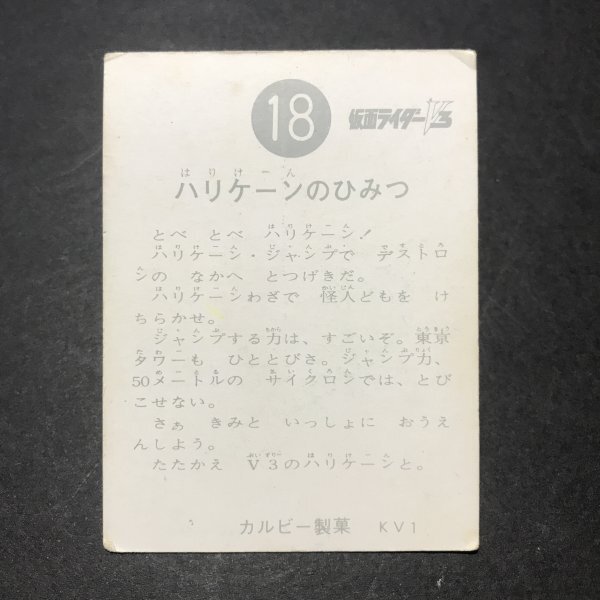 18
仮面ライダーV3
はりけーん
ハリケーンのひみつ
とべ とべ ハリケーン!
ハリケーン・ジャンプで デストロ
ンの なかへ とつげきだ。
ハリケーンわざで 怪人どもを け
ちらかせ。
ジャンプする力は、すごいぞ。東京
タワーも ひととびさ。ジャンプ力、
50メートルの サイクロンでは、とび
こせない。
さぁ きみと いっしょに おうえ
んしよう。
たたかえ V3のハリケーンと。
カルビー製菓 KV1